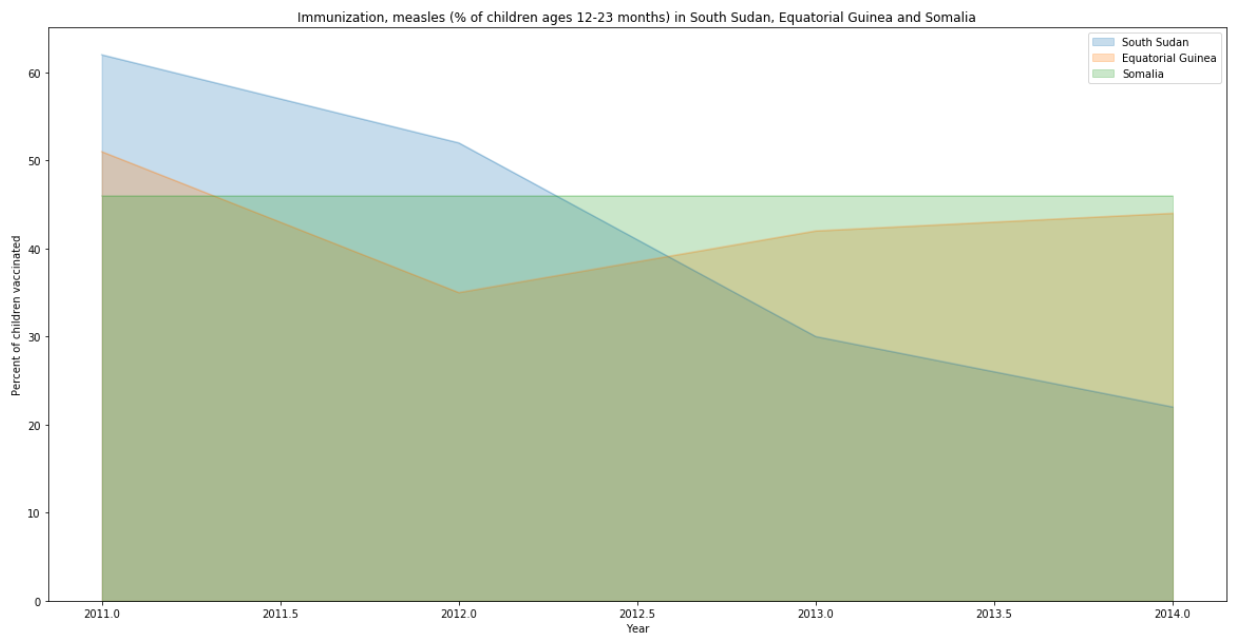 Immunization, measles (% of children ages 12-23 months) in South Sudan, Equatorial Guinea and Somalia
South Sudan
Equatorial Guinea
Somalia
Percent of children vaccinated
60
50
40
30
20
10
0
2011.0 2011.5 2012.0 2012.5 2013.0 2013.5 2014.0
Year